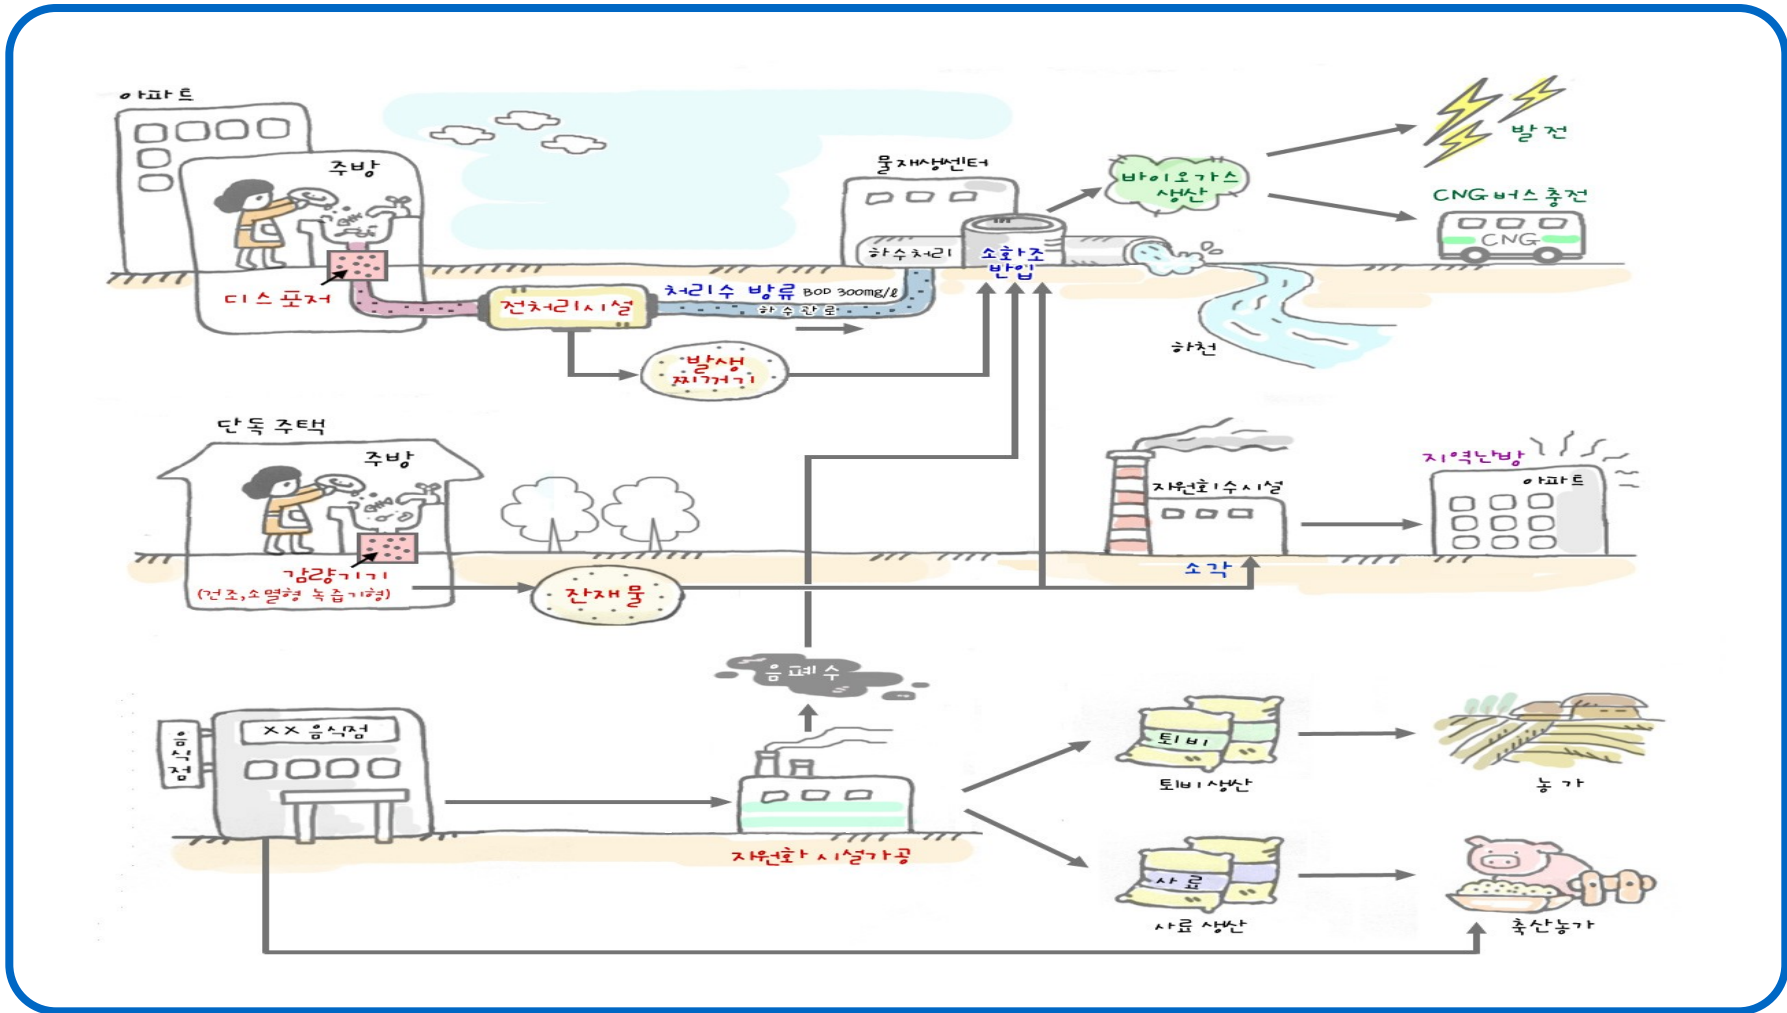 아파트
주방
디스포저
전처리시설
처리수 방류 BOD 300mg/ℓ
하수관로
발생
찌꺼기
물재생센터
하수처리
소화조
반입
바이오가스
생산
발전
CNG버스충전
CNG
하천
단독주택
주방
감량기기
(건조,소멸형 녹즙기형)
잔재물
자원회수시설
소각
지역난방
아파트
음폐수
음식점
XX 음식점
자원화 시설가공
퇴비
퇴비생산
농가
사료
사료생산
축산농가